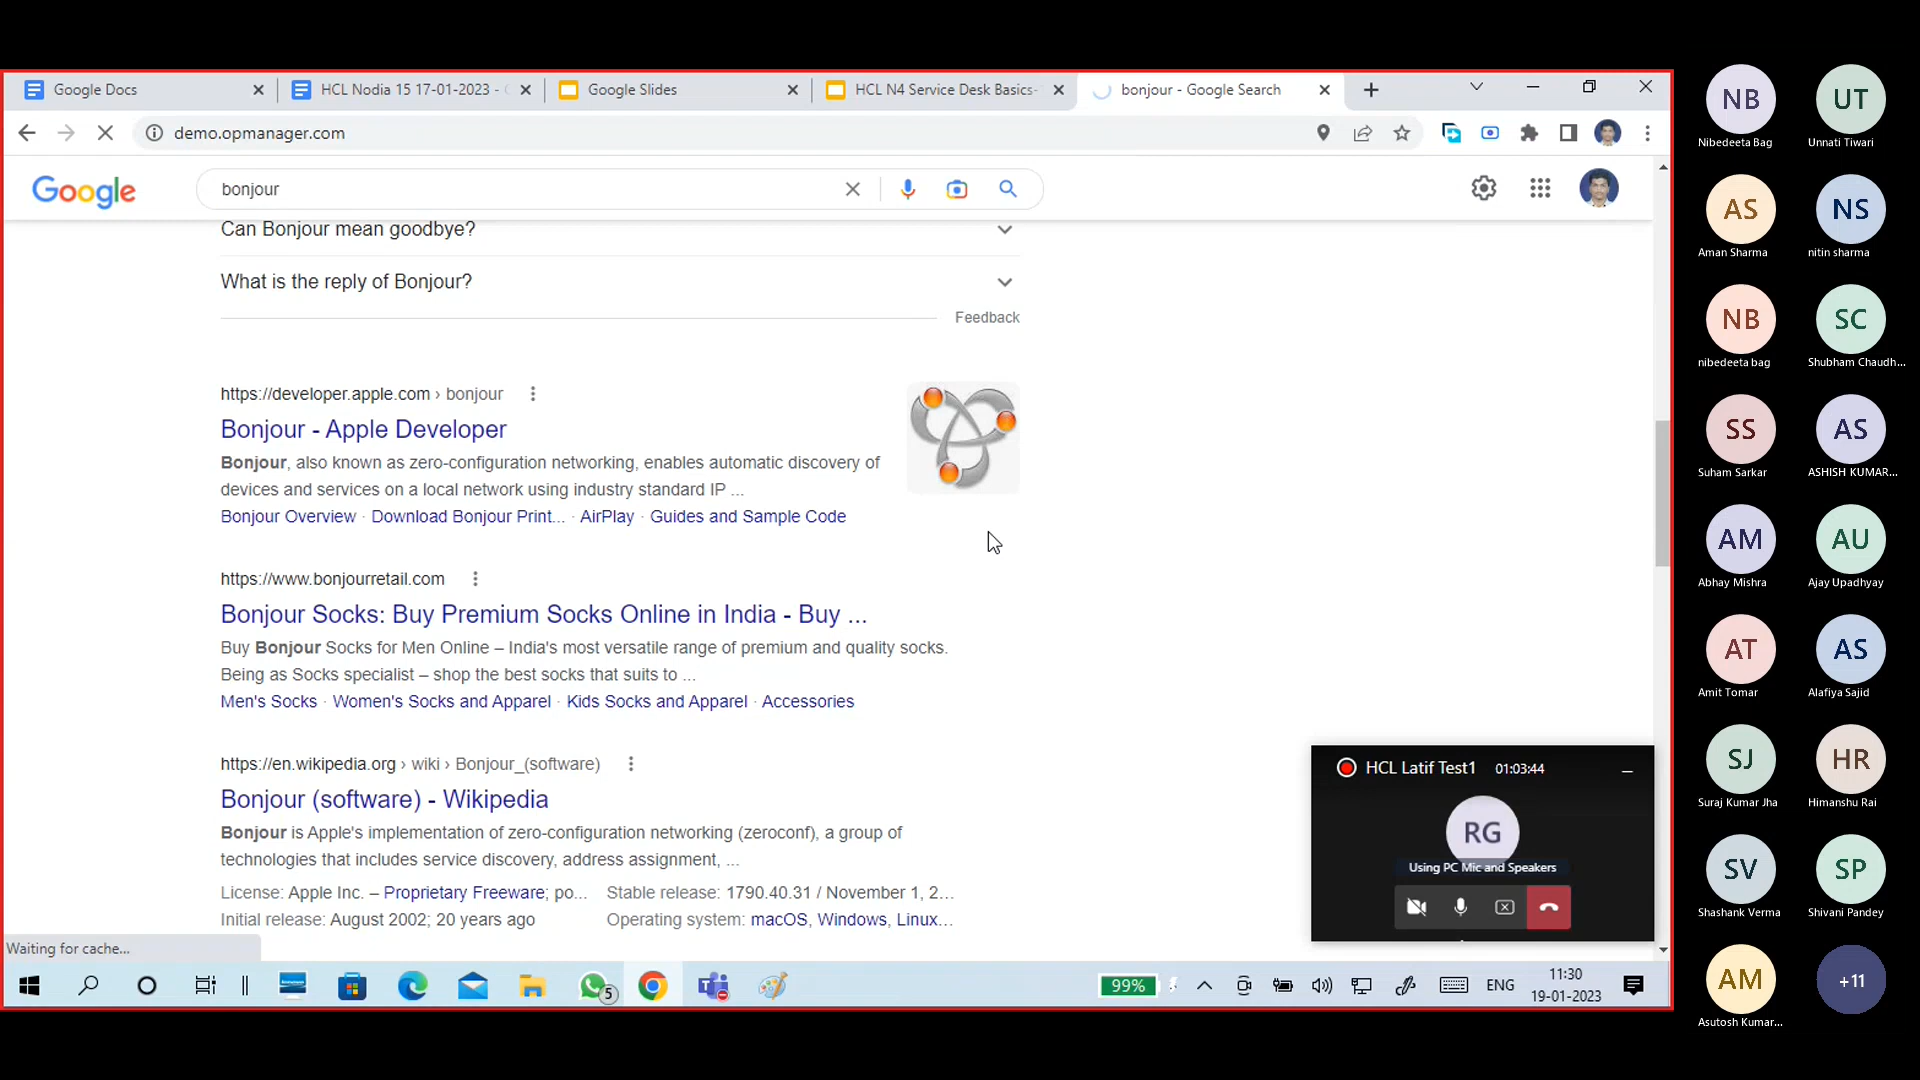 Google Docs
HCL Nodia 15 17-01-2023 -
Google Slides
HCL N4 Service Desk Basics-
bonjour - Google Search
demo.opmanager.com
Google
bonjour
Can Bonjour mean goodbye?
What is the reply of Bonjour?
Feedback
https://developer.apple.com › bonjour
Bonjour - Apple Developer
Bonjour, also known as zero-configuration networking, enables automatic discovery of
devices and services on a local network using industry standard IP ...
Bonjour Overview · Download Bonjour Print... · AirPlay · Guides and Sample Code
https://www.bonjourretail.com
Bonjour Socks: Buy Premium Socks Online in India - Buy ...
Buy Bonjour Socks for Men Online – India's most versatile range of premium and quality socks.
Being as Socks specialist – shop the best socks that suits to ...
Men's Socks · Women's Socks and Apparel · Kids Socks and Apparel · Accessories
https://en.wikipedia.org › wiki › Bonjour_(software)
Bonjour (software) - Wikipedia
Bonjour is Apple's implementation of zero-configuration networking (zeroconf), a group of
technologies that includes service discovery, address assignment, ...
License: Apple Inc. – Proprietary Freeware; po... Stable release: 1790.40.31 / November 1, 2...
Initial release: August 2002; 20 years ago Operating system: macOS, Windows, Linux...
Waiting for cache...
HCL Latif Test1 01:03:44
RG
Using PC Mic and Speakers
5
99%
ENG
11:30
19-01-2023
NB UT
Nibedeeta Bag Unnati Tiwari
AS NS
Aman Sharma nitin sharma
NB SC
nibedeeta bag Shubham Chaudh...
SS AS
Suham Sarkar ASHISH KUMAR...
AM AU
Abhay Mishra Ajay Upadhyay
AT AS
Amit Tomar Alafiya Sajid
SJ HR
Suraj Kumar Jha Himanshu Rai
SV SP
Shashank Verma Shivani Pandey
AM +11
Asutosh Kumar...